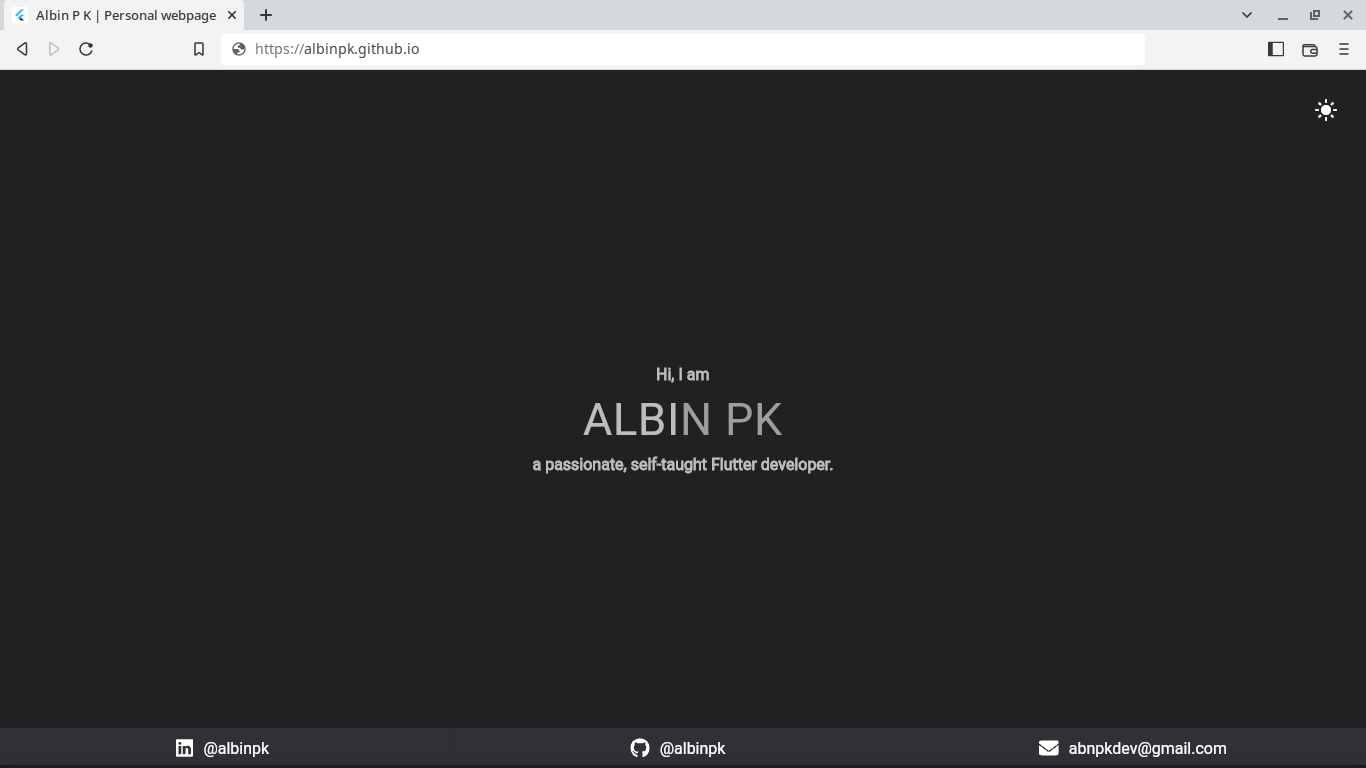 Albin P K | Personal webpage
https://albinpk.github.io
Hi, I am
ALBIN PK
a passionate, self-taught Flutter developer.
in @albinpk
@albinpk
abnpkdev@gmail.com